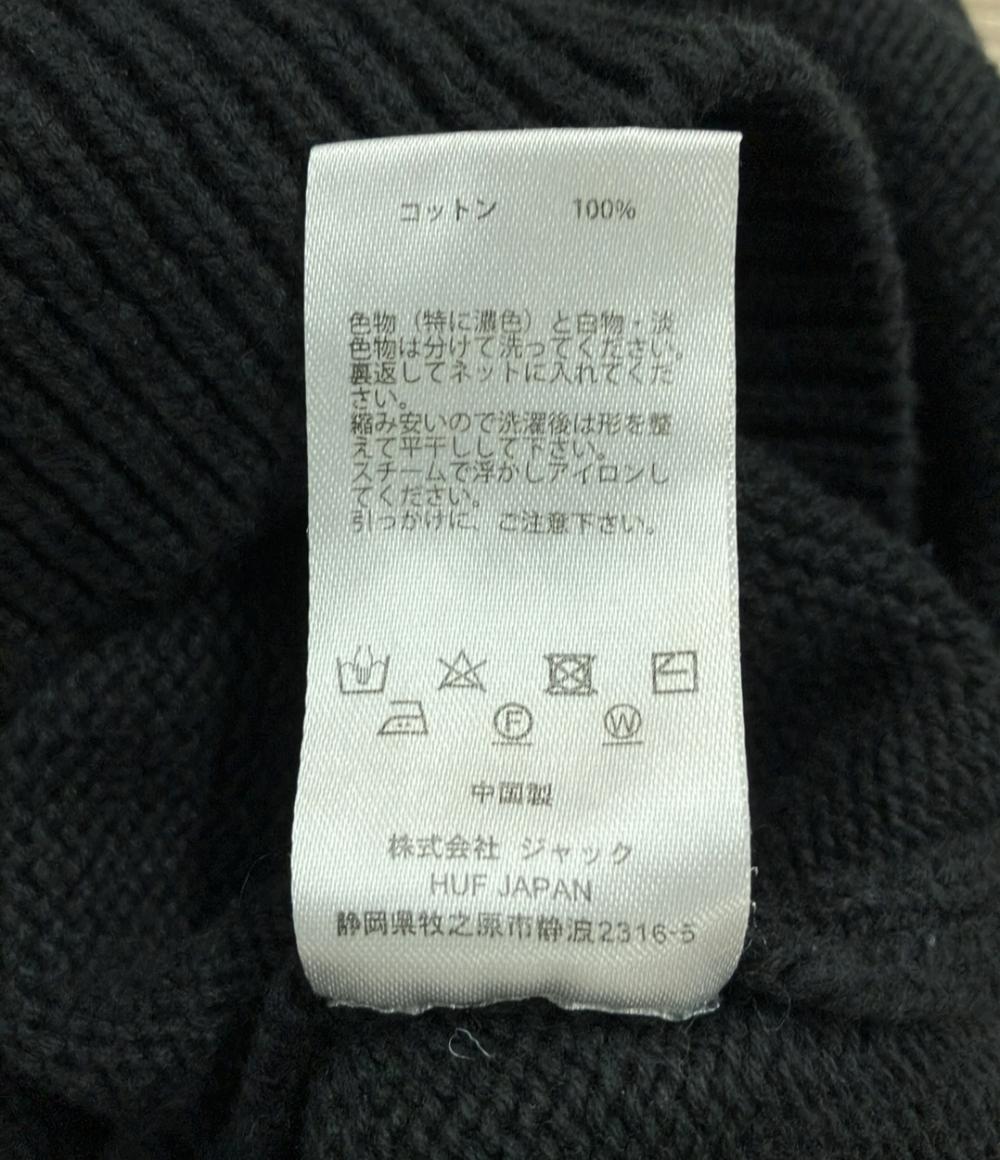 コットン 100%
色物（特に濃色）と白物・淡
色物は分けて洗ってください。
裏返してネットに入れてくだ
さい。
縮み安いので洗濯後は形を整
えて平干しして下さい。
スチームで浮かしアイロンし
てください。
引っかけに、ご注意下さい。
F W
中国製
株式会社 ジャック
HUF JAPAN
静岡県牧之原市静波2316-5